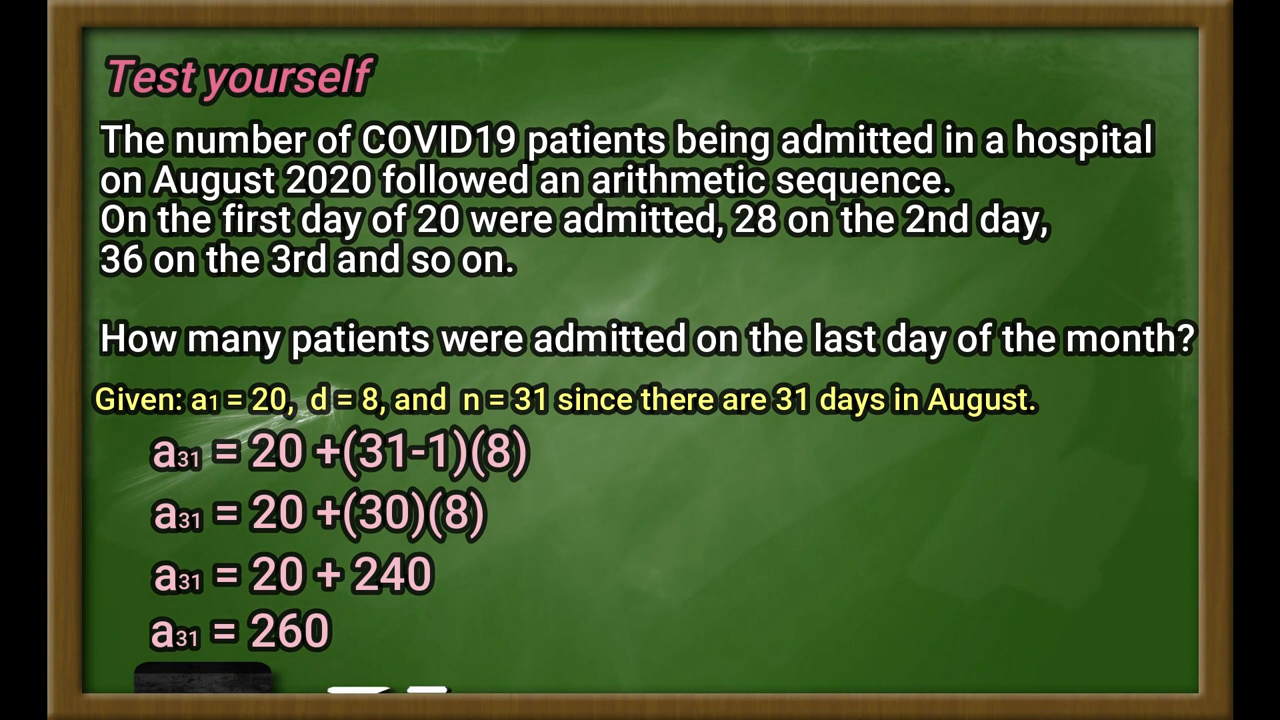 Test yourself
The number of COVID19 patients being admitted in a hospital
on August 2020 followed an arithmetic sequence.
On the first day of 20 were admitted, 28 on the 2nd day,
36 on the 3rd and so on.
How many patients were admitted on the last day of the month?
Given: a1 = 20, d = 8, and n = 31 since there are 31 days in August.
a31 = 20 +(31-1)(8)
a31 = 20 +(30)(8)
a31 = 20 + 240
a31 = 260